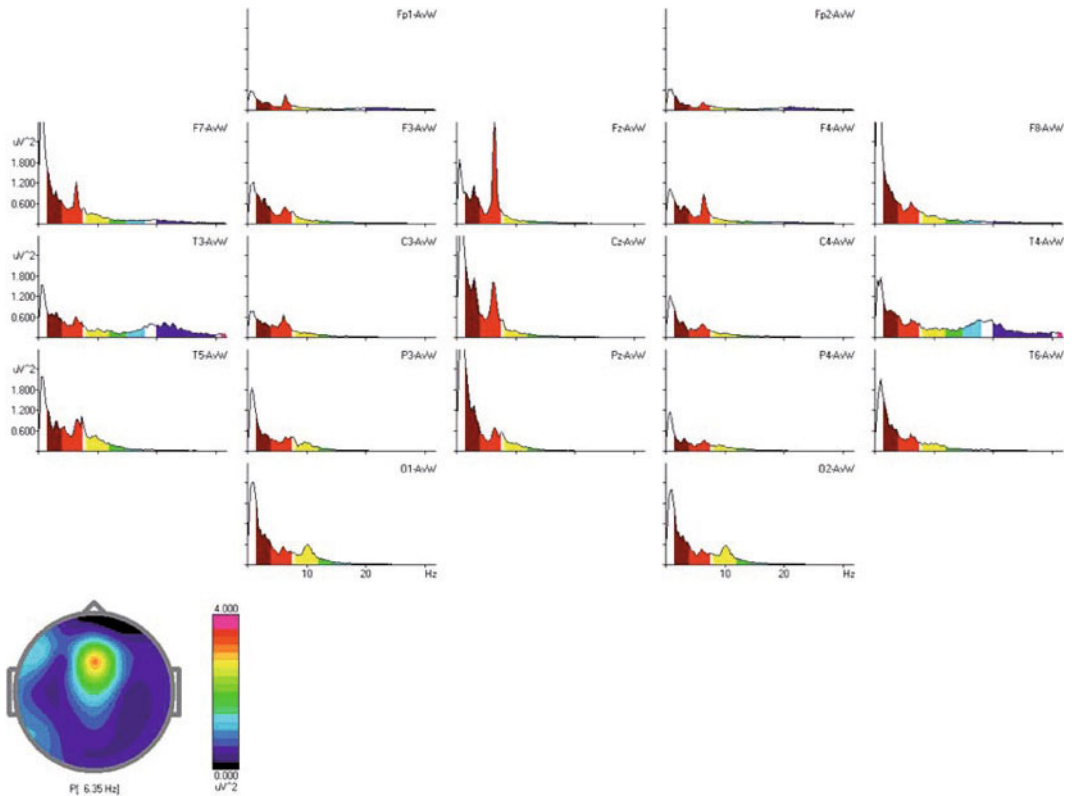 Fp1-AvW Fp2-AvW
F7-AvW F3-AvW Fz-AvW F4-AvW F8-AvW
uV^2
1.800
1.200
0.600
T3-AvW C3-AvW Cz-AvW C4-AvW T4-AvW
uV^2
1.800
1.200
0.600
T5-AvW P3-AvW Pz-AvW P4-AvW T6-AvW
uV^2
1.800
1.200
0.600
O1-AvW O2-AvW
10 20 Hz 10 20 Hz
4.000
0.000
uV^2
P[ 6.35 Hz]